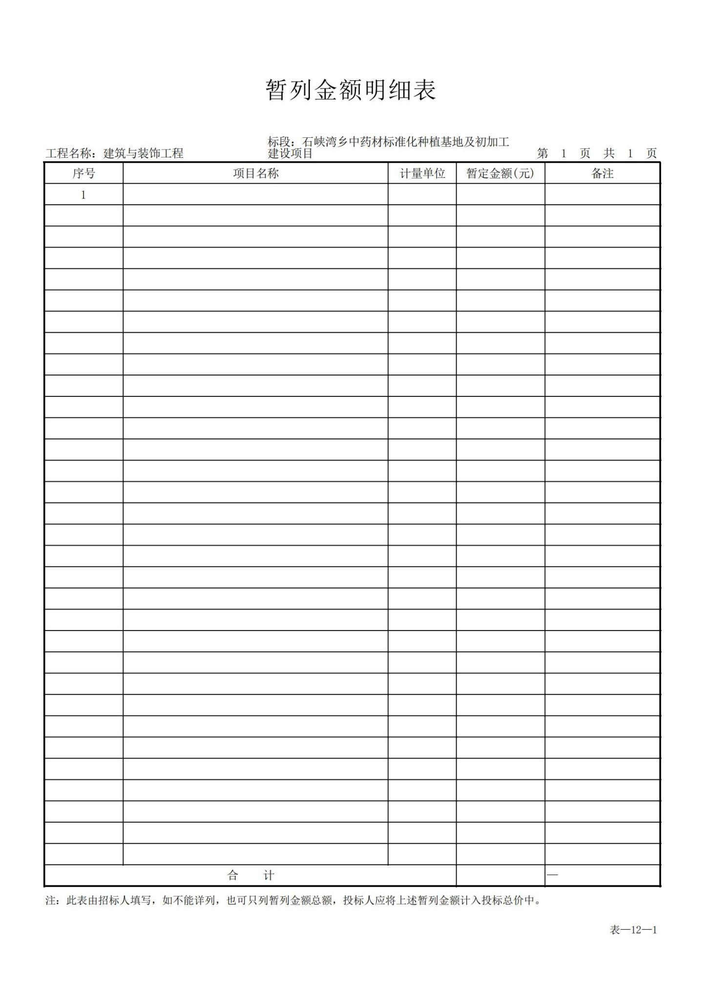 暂列金额明细表
标段：石峡湾乡中药材标准化种植基地及初加工
工程名称：建筑与装饰工程 建设项目 第 1 页 共 1 页
序号 项目名称 计量单位 暂定金额(元) 备注
1
合 计 —
注：此表由招标人填写，如不能详列，也可只列暂列金额总额，投标人应将上述暂列金额计入投标总价中。
表—12—1